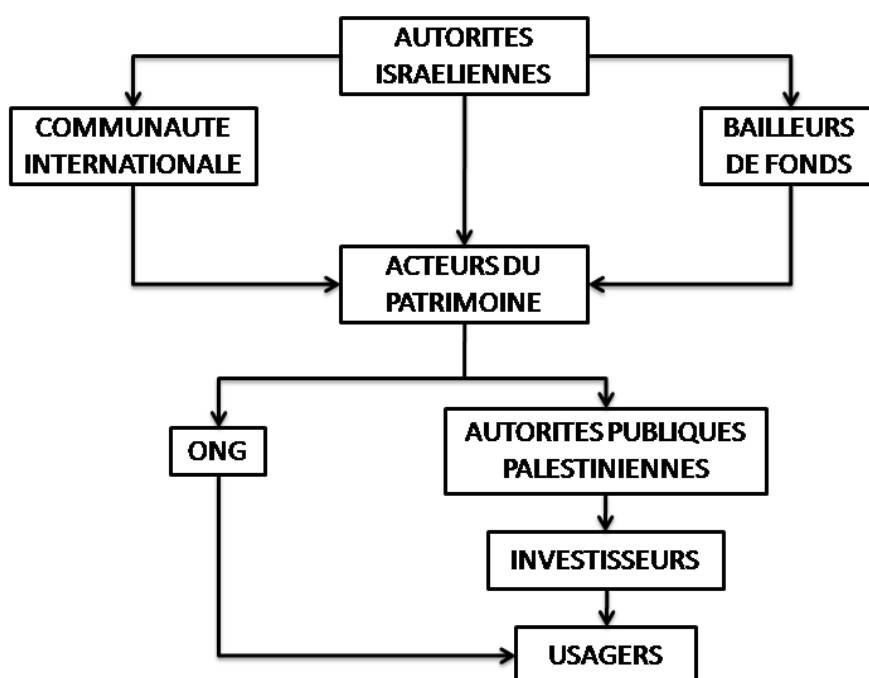 AUTORITES
ISRAELIENNES
COMMUNAUTE
INTERNATIONALE
BAILLEURS
DE FONDS
ACTEURS DU
PATRIMOINE
ONG
AUTORITES PUBLIQUES
PALESTINIENNES
INVESTISSEURS
USAGERS